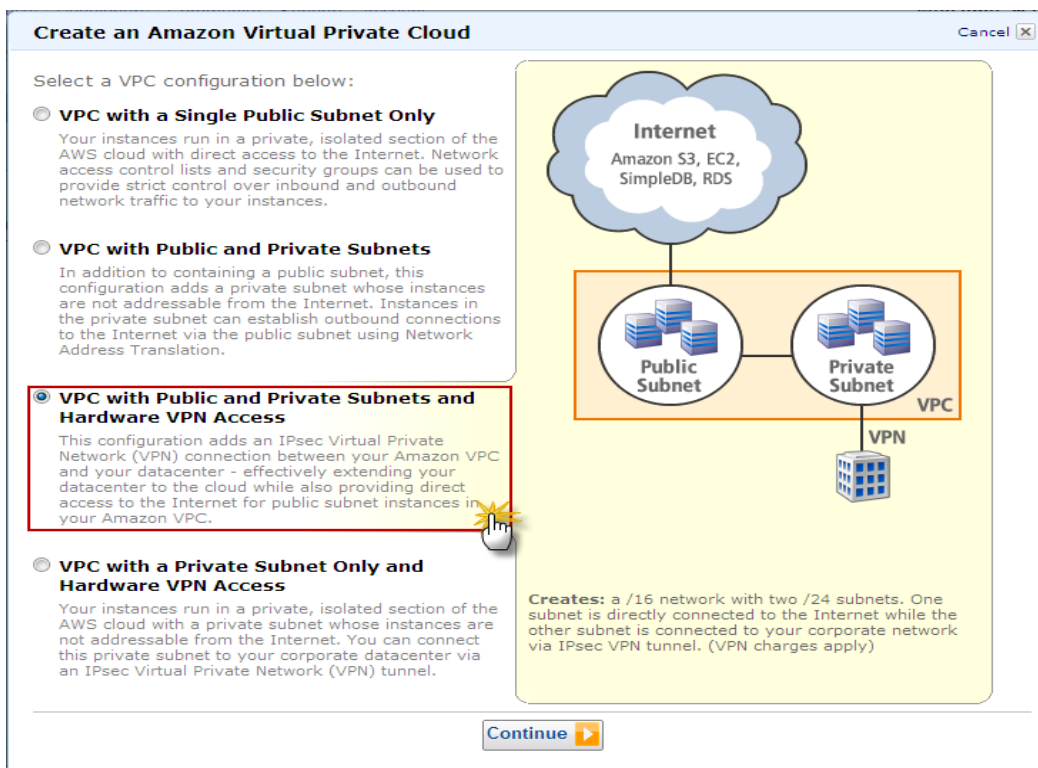 Create an Amazon Virtual Private Cloud
Cancel
Select a VPC configuration below:
VPC with a Single Public Subnet Only
Your instances run in a private, isolated section of the
AWS cloud with direct access to the Internet. Network
access control lists and security groups can be used to
provide strict control over inbound and outbound
network traffic to your instances.
VPC with Public and Private Subnets
In addition to containing a public subnet, this
configuration adds a private subnet whose instances
are not addressable from the Internet. Instances in
the private subnet can establish outbound connections
to the Internet via the public subnet using Network
Address Translation.
VPC with Public and Private Subnets and
Hardware VPN Access
This configuration adds an IPsec Virtual Private
Network (VPN) connection between your Amazon VPC
and your datacenter - effectively extending your
datacenter to the cloud while also providing direct
access to the Internet for public subnet instances in
your Amazon VPC.
VPC with a Private Subnet Only and
Hardware VPN Access
Your instances run in a private, isolated section of the
AWS cloud with a private subnet whose instances are
not addressable from the Internet. You can connect
this private subnet to your corporate datacenter via
an IPsec Virtual Private Network (VPN) tunnel.
Internet
Amazon S3, EC2,
SimpleDB, RDS
Public
Subnet
Private
Subnet
VPC
VPN
Creates: a /16 network with two /24 subnets. One
subnet is directly connected to the Internet while the
other subnet is connected to your corporate network
via IPsec VPN tunnel. (VPN charges apply)
Continue